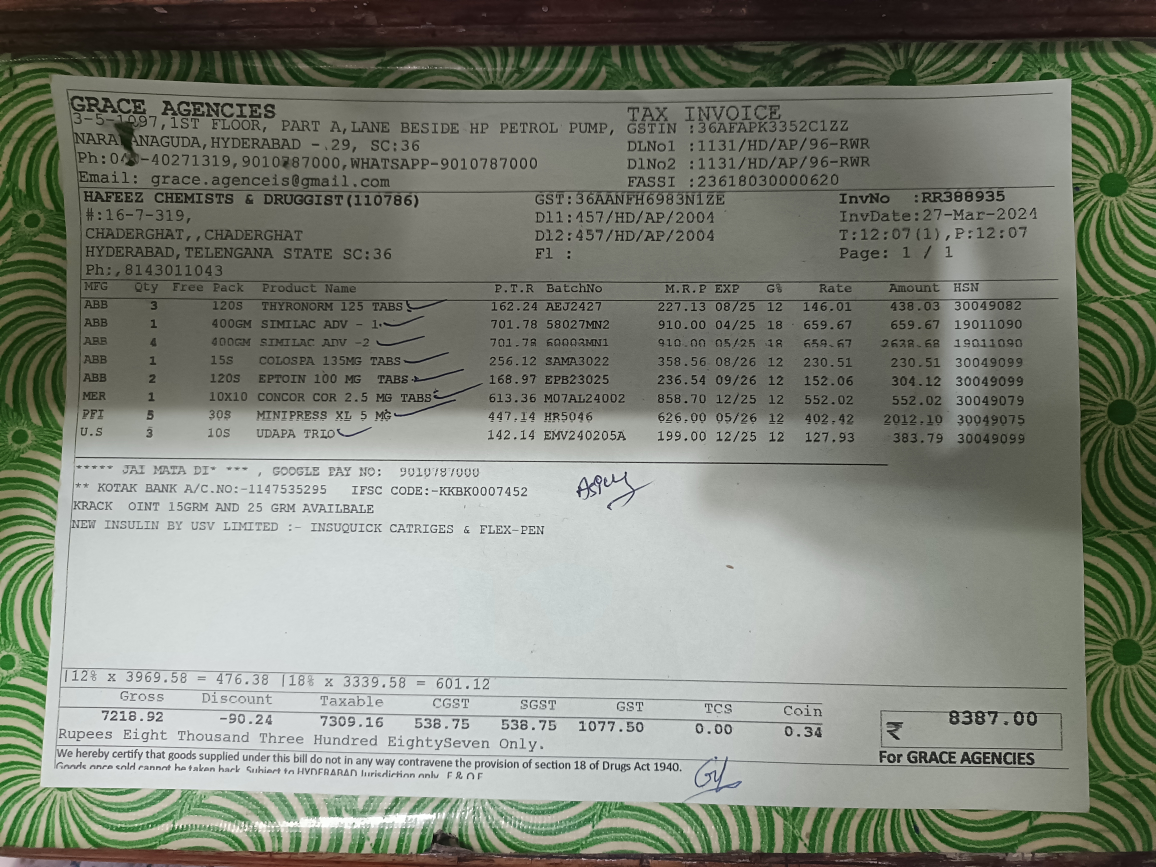 GRACE AGENCIES
3-5-1097,1ST FLOOR, PART A,LANE BESIDE HP PETROL PUMP,
HYDERABAD - 29, SC:36
40271319,9010787000,WHATSAPP-9010787000
Email: grace.agenceis@gmail.com
TAX INVOICE
GSTIN :36AFAPK3352C1ZZ
DLNo1 :1131/HD/AP/96-RWR
DlNo2 :1131/HD/AP/96-RWR
FASSI :23618030000620
HAFEEZ CHEMISTS & DRUGGIST(110786)
#:16-7-319,
CHADERGHAT,,CHADERGHAT
HYDERABAD,TELENGANA STATE SC:36
Ph:,8143011043
GST:36AANFH6983N1ZE
Dl1:457/HD/AP/2004
Dl2:457/HD/AP/2004
Fl :
InvNo :RR388935
InvDate:27-Mar-2024
T:12:07(1),P:12:07
Page: 1 / 1
MFG Qty Free Pack Product Name P.T.R BatchNo M.R.P EXP G% Rate Amount HSN
ABB 3 120S THYRONORM 125 TABS 162.24 AEJ2427 227.13 08/25 12 146.01 438.03 30049082
ABB 1 400GM SIMILAC ADV - 1 701.78 58027MN2 910.00 04/25 18 659.67 659.67 19011090
ABB 4 400GM SIMILAC ADV -2 701.78 60003MN1 910.00 05/25 18 659.67 2638.68 19011090
ABB 1 15S COLOSPA 135MG TABS 256.12 SAMA3022 358.56 08/26 12 230.51 230.51 30049099
ABB 2 120S EPTOIN 100 MG TABS 168.97 EPB23025 236.54 09/26 12 152.06 304.12 30049099
MER 1 10X10 CONCOR COR 2.5 MG TABS 613.36 M07AL24002 858.70 12/25 12 552.02 552.02 30049079
PFI 5 30S MINIPRESS XL 5 MG 447.14 HR5046 626.00 05/26 12 402.42 2012.10 30049075
U.S 3 10S UDAPA TRIO 142.14 EMV240205A 199.00 12/25 12 127.93 383.79 30049099
***** JAI MATA DI* *** , GOOGLE PAY NO: 9010787000
** KOTAK BANK A/C.NO:-1147535295 IFSC CODE:-KKBK0007452
KRACK OINT 15GRM AND 25 GRM AVAILBALE
NEW INSULIN BY USV LIMITED :- INSUQUICK CATRIGES & FLEX-PEN
|12% x 3969.58 = 476.38 |18% x 3339.58 = 601.12
Gross Discount Taxable CGST SGST GST TCS Coin
7218.92 -90.24 7309.16 538.75 538.75 1077.50 0.00 0.34
₹ 8387.00
Rupees Eight Thousand Three Hundred EightySeven Only.
We hereby certify that goods supplied under this bill do not in any way contravene the provision of section 18 of Drugs Act 1940.
For GRACE AGENCIES
Goods once sold cannot be taken back. Subject to HYDERABAD Jurisdiction only. E & O E